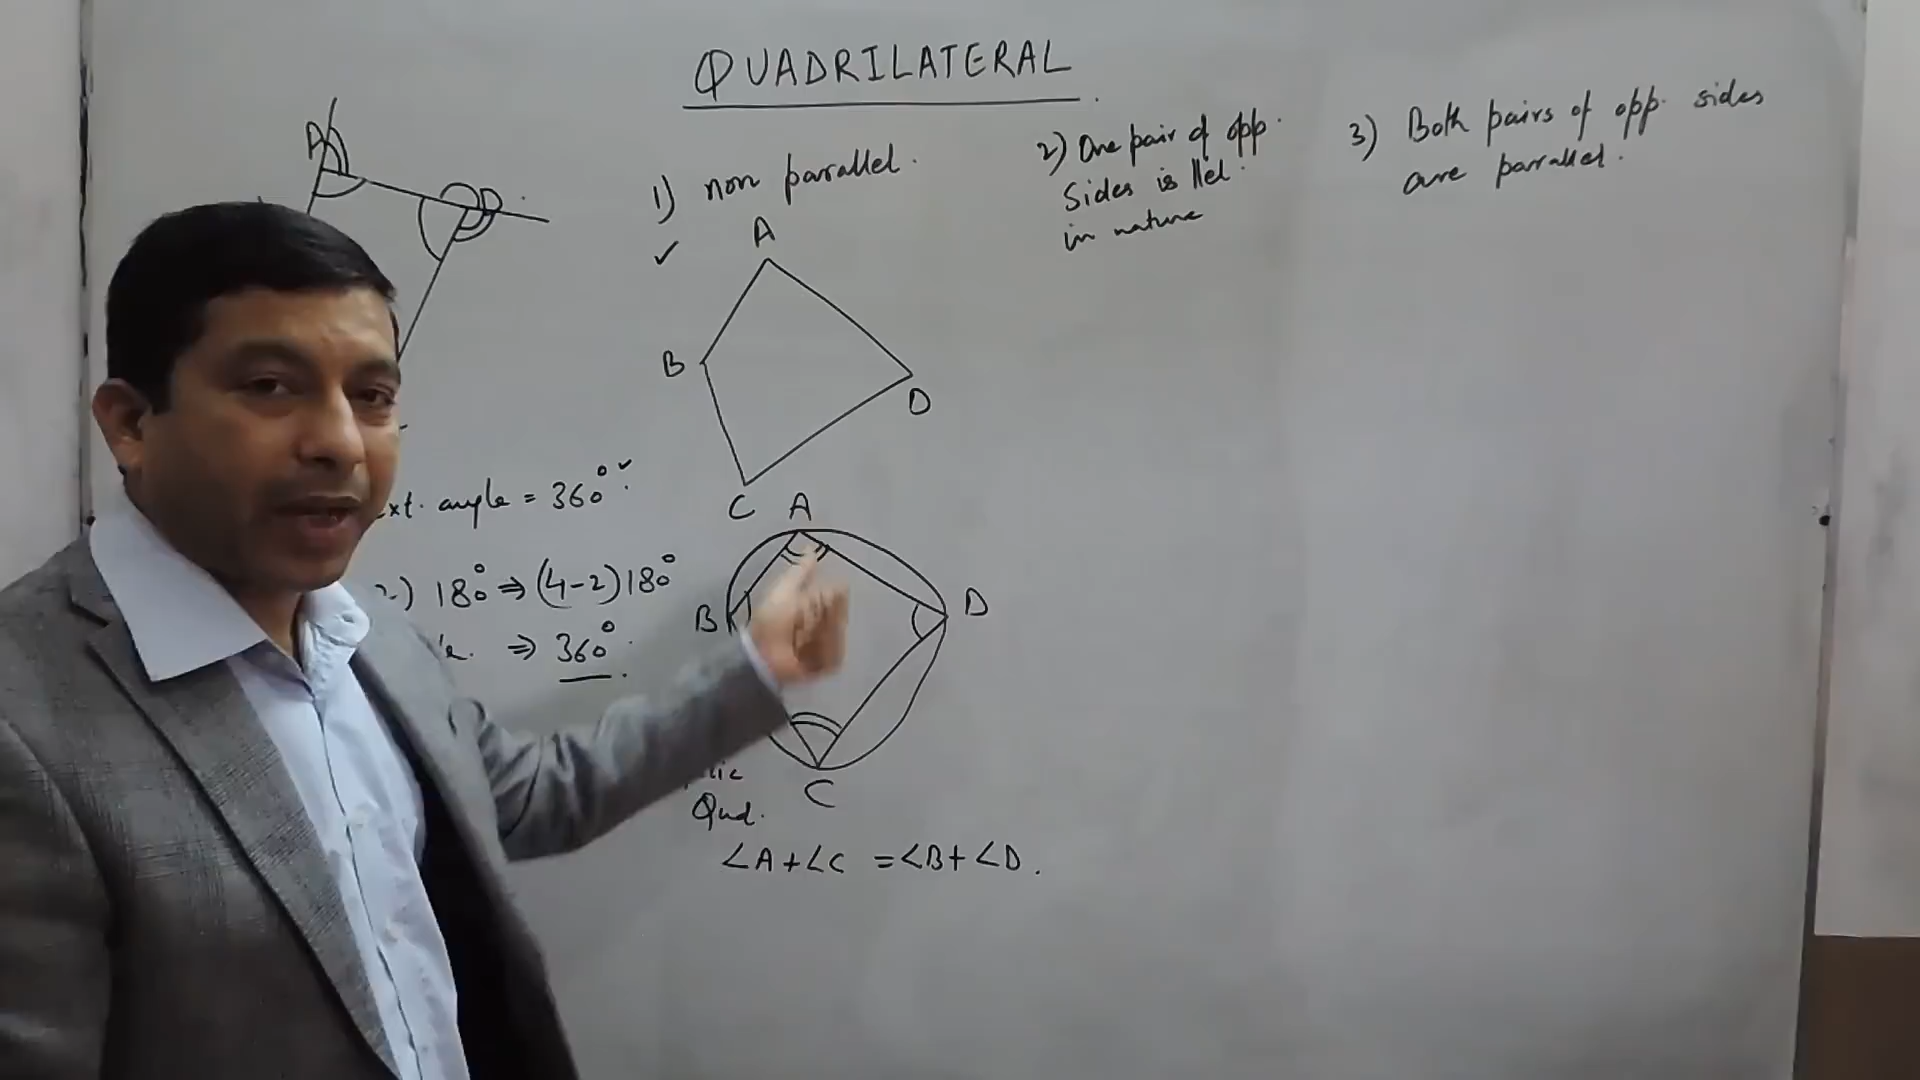 QUADRILATERAL
A
D
ext. angle = 360°
2) 180° ⇒ (4-2)180°
⇒ 360°
1) non parallel.
✓
A
B
D
C
A
B
D
C
Qud.
∠A+∠C =∠B+∠D.
2) One pair of opp.
Sides is llel.
in nature
3) Both pairs of opp. sides
are parallel.